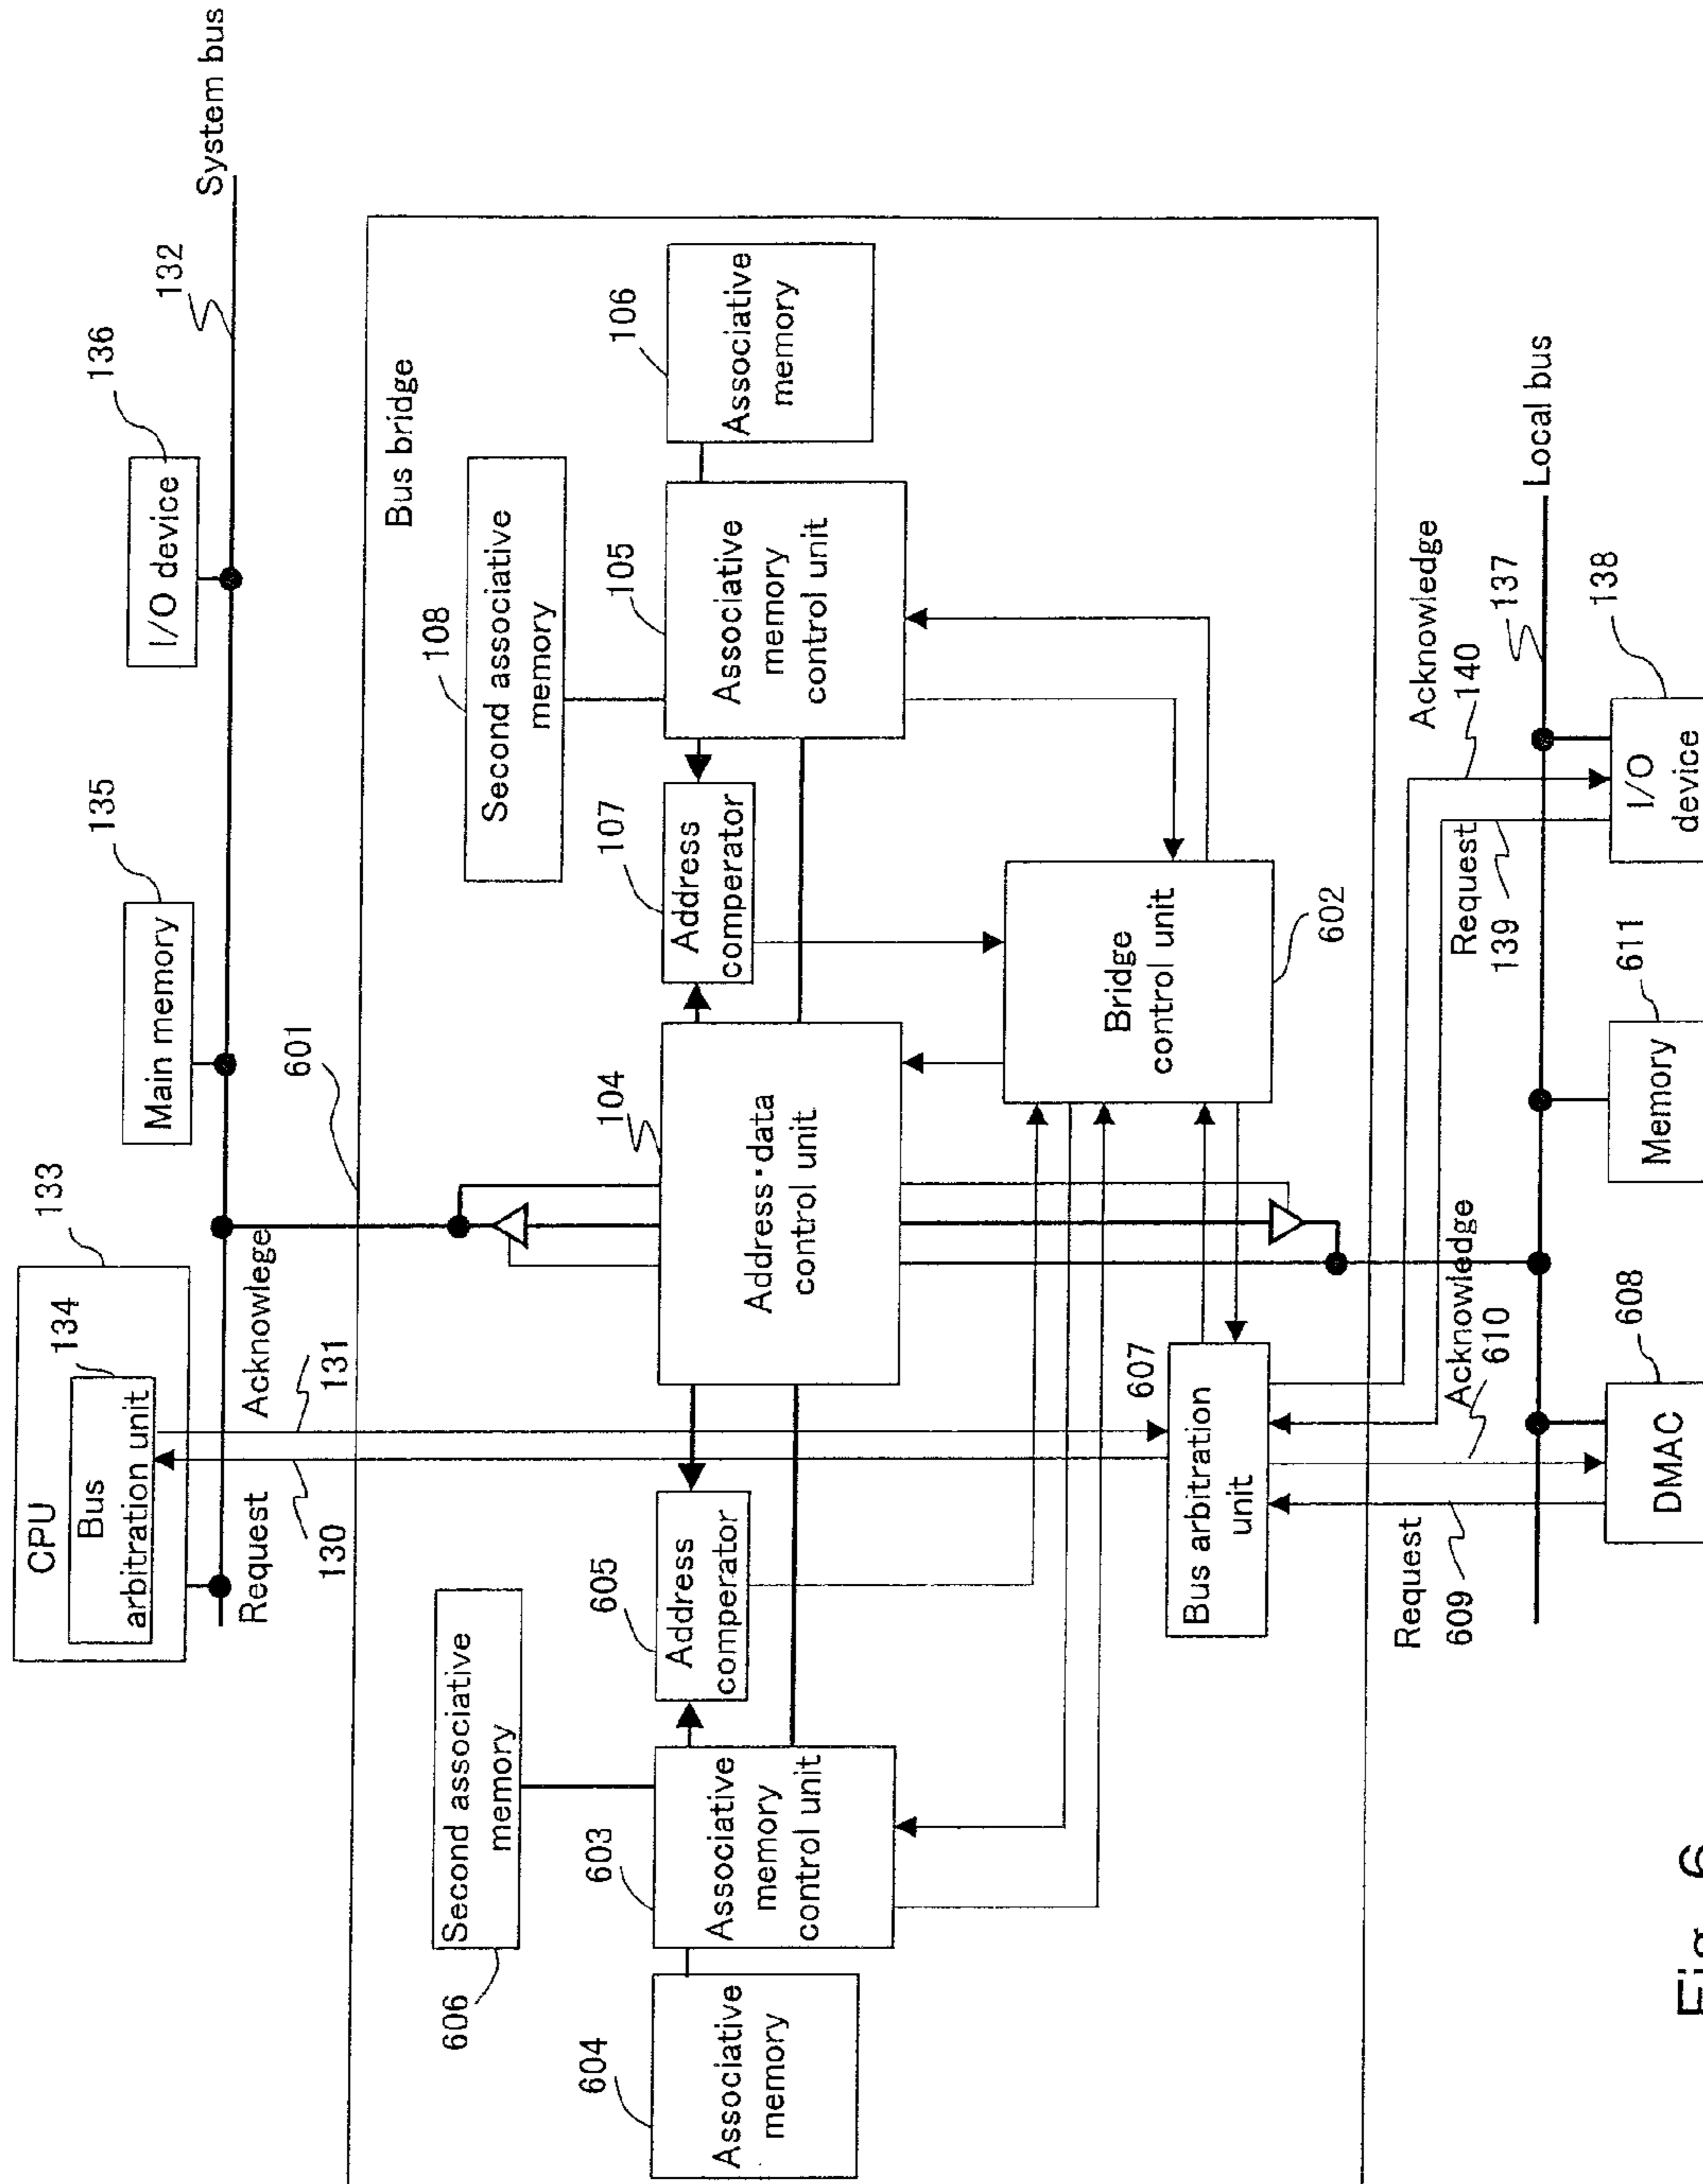 System bus
132
136
I/O device
135
Main memory
133
CPU
134
Bus
arbitration unit
Acknowlege
131
Request
130
601
Bus bridge
106
Associative
memory
105
Associative
memory
control unit
108
Second associative
memory
107
Address
comperator
104
Address·data
control unit
605
Address
comperator
Second associative
memory
606
603
Associative
memory
control unit
604
Associative
memory
Bridge
control unit
602
607
Bus arbitration
unit
Local bus
137
Acknowledge
140
138
I/O
device
Request
139
611
Memory
Acknowledge
610
608
DMAC
Request
609
Fig. 6